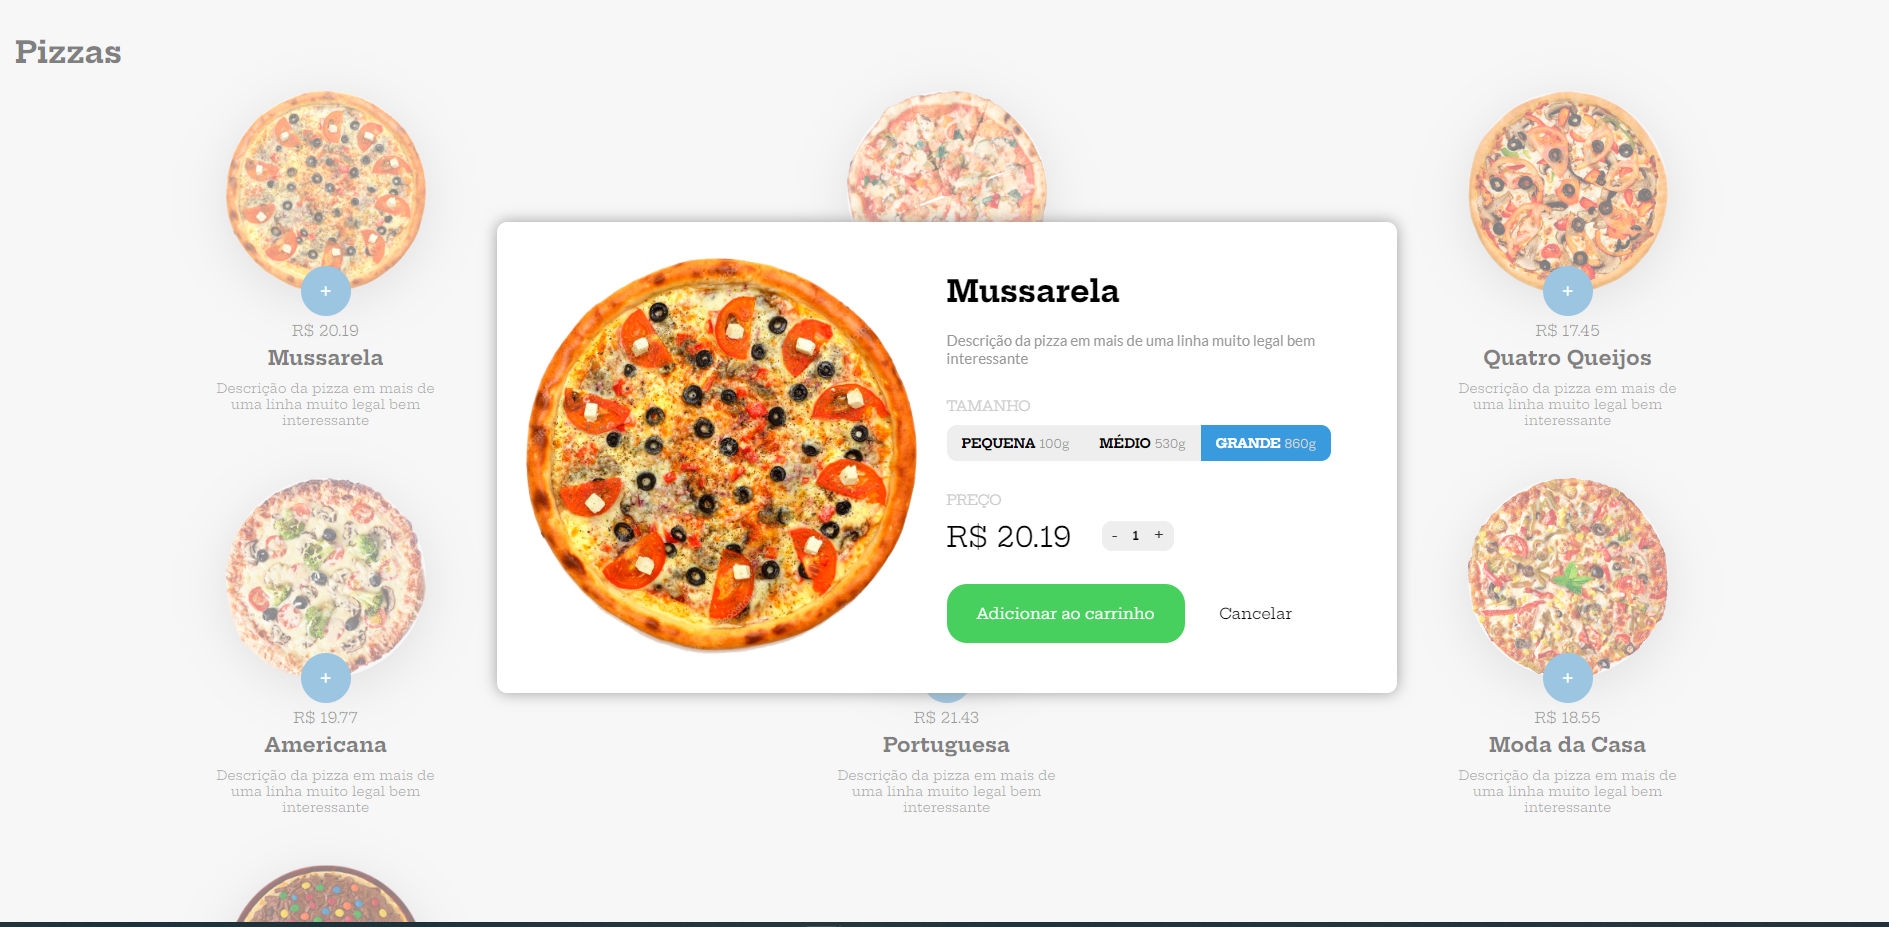 Pizzas
+
R$ 20.19
Mussarela
Descrição da pizza em mais de
uma linha muito legal bem
interessante
+
R$ 17.45
Quatro Queijos
Descrição da pizza em mais de
uma linha muito legal bem
interessante
Mussarela
Descrição da pizza em mais de uma linha muito legal bem
interessante
TAMANHO
PEQUENA 100g MÉDIO 530g GRANDE 860g
PREÇO
R$ 20.19 - 1 +
Adicionar ao carrinho Cancelar
+
R$ 19.77
Americana
Descrição da pizza em mais de
uma linha muito legal bem
interessante
R$ 21.43
Portuguesa
Descrição da pizza em mais de
uma linha muito legal bem
interessante
+
R$ 18.55
Moda da Casa
Descrição da pizza em mais de
uma linha muito legal bem
interessante